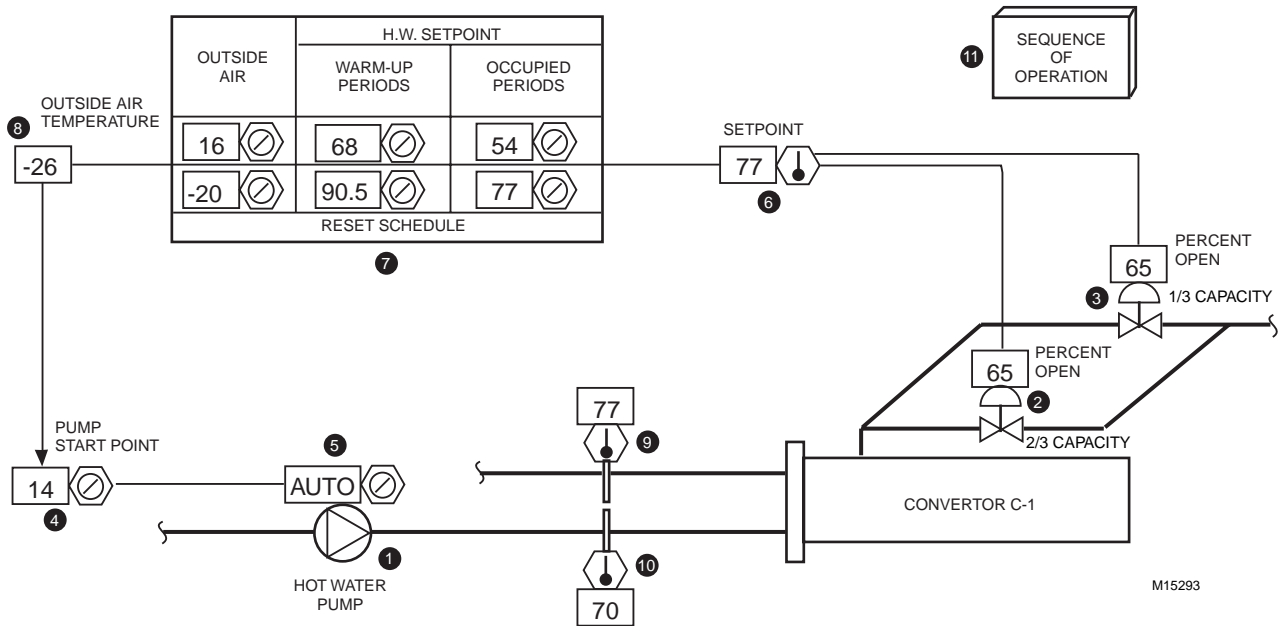 H.W. SETPOINT
OUTSIDE
AIR
WARM-UP
PERIODS
OCCUPIED
PERIODS
16
68
54
-20
90.5
77
RESET SCHEDULE
7
11
SEQUENCE
OF
OPERATION
8
OUTSIDE AIR
TEMPERATURE
-26
SETPOINT
77
6
PERCENT
OPEN
65
3
1/3 CAPACITY
PERCENT
OPEN
65
2
2/3 CAPACITY
PUMP
START POINT
14
4
5
AUTO
1
HOT WATER
PUMP
77
9
10
70
CONVERTOR C-1
M15293